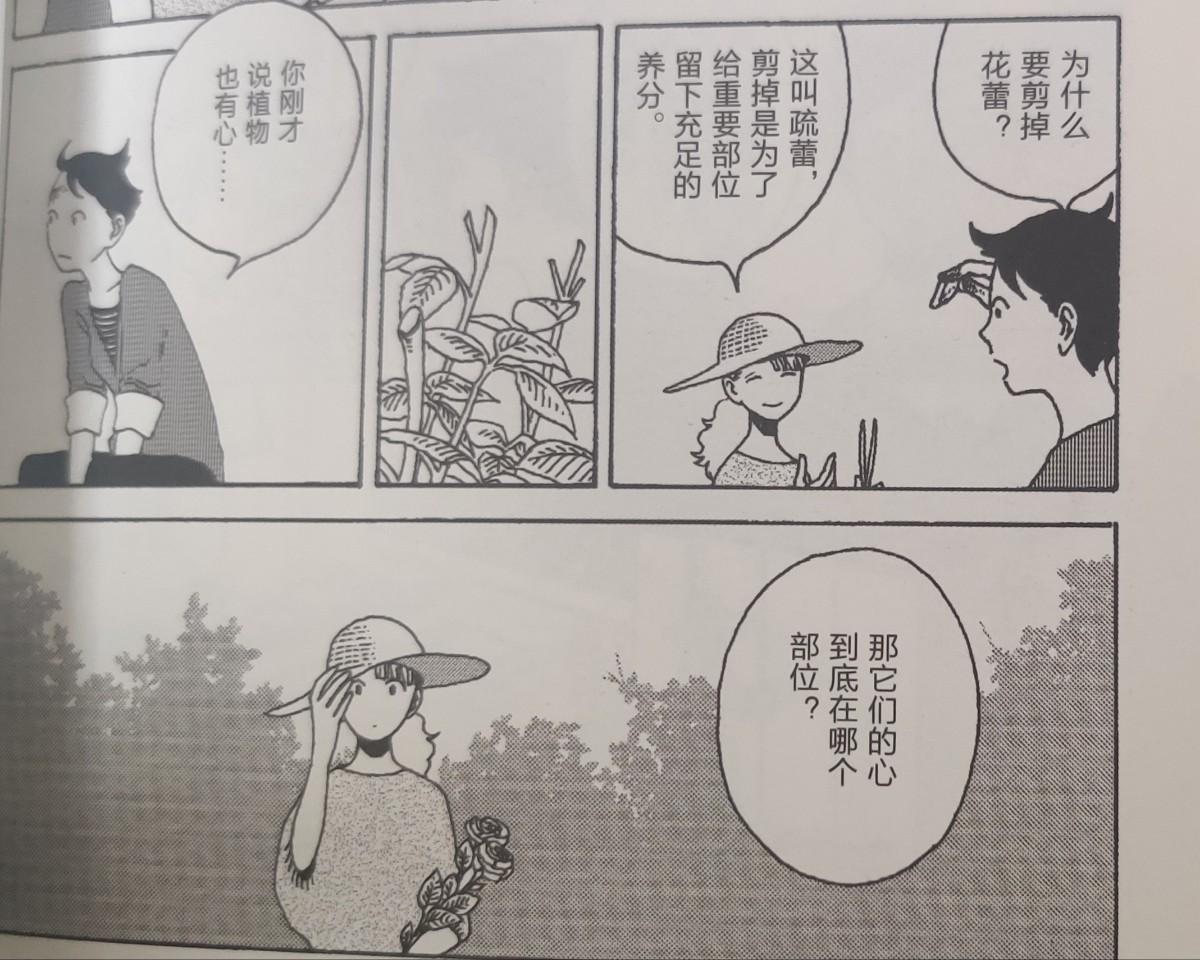 为什么
要剪掉
花蕾？
这叫疏蕾，
剪掉是为了
给重要部位
留下充足的
养分。
你刚才
说植物
也有心……
那它们的心
到底在哪个
部位？